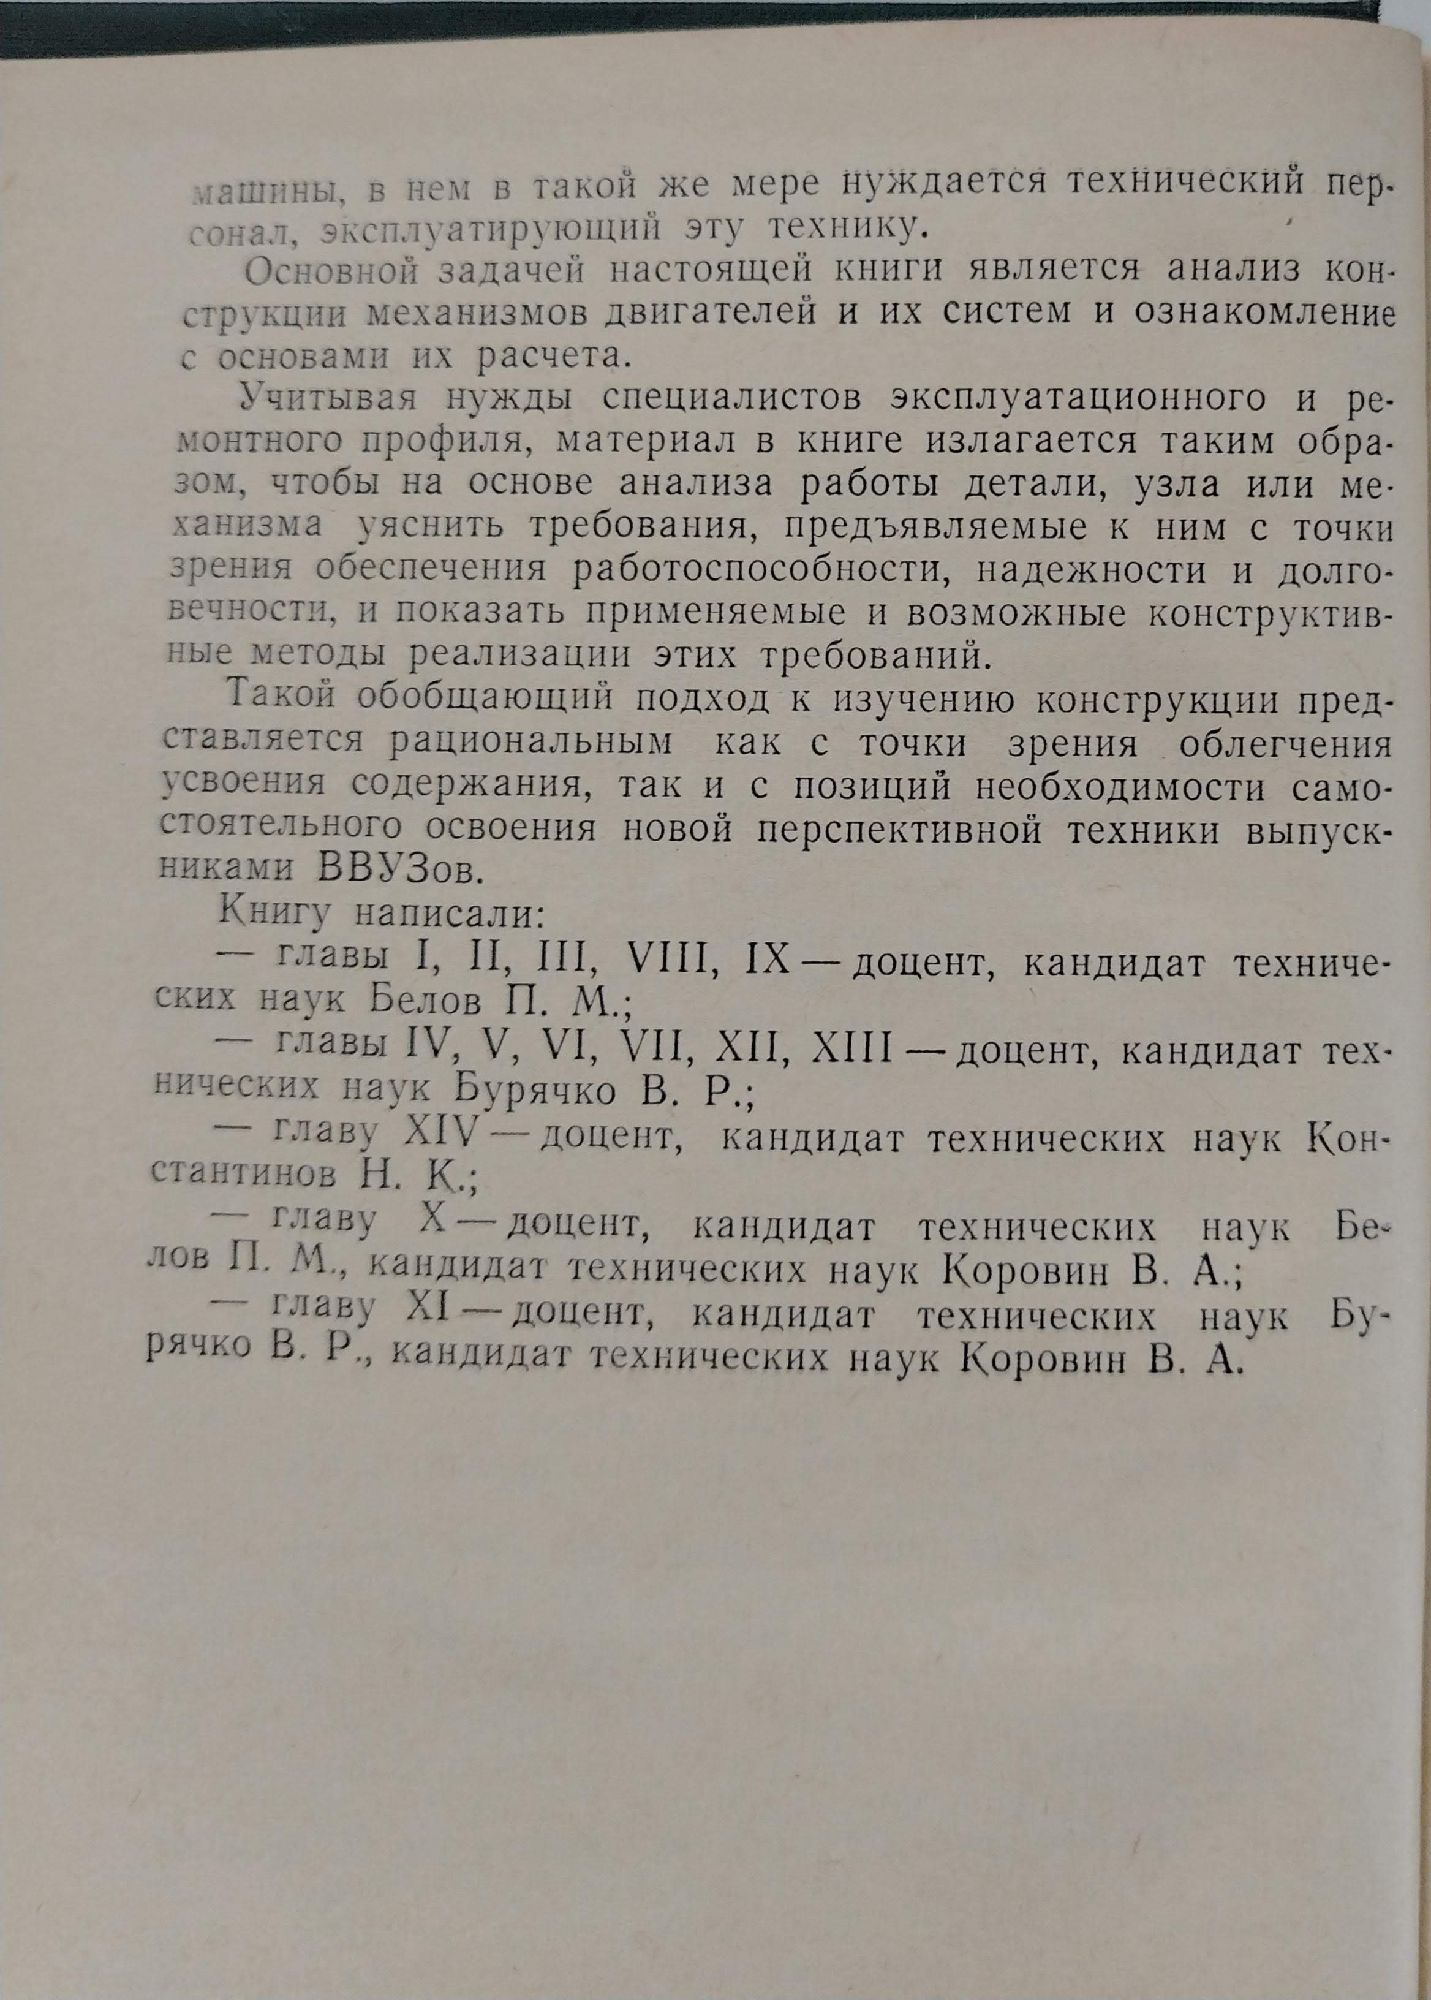 машины, в нем в такой же мере нуждается технический пер-
сонал, эксплуатирующий эту технику.
Основной задачей настоящей книги является анализ кон-
струкции механизмов двигателей и их систем и ознакомление
с основами их расчета.
Учитывая нужды специалистов эксплуатационного и ре-
монтного профиля, материал в книге излагается таким обра-
зом, чтобы на основе анализа работы детали, узла или ме-
ханизма уяснить требования, предъявляемые к ним с точки
зрения обеспечения работоспособности, надежности и долго-
вечности, и показать применяемые и возможные конструктив-
ные методы реализации этих требований.
Такой обобщающий подход к изучению конструкции пред-
ставляется рациональным как с точки зрения облегчения
усвоения содержания, так и с позиций необходимости само-
стоятельного освоения новой перспективной техники выпуск-
никами ВВУЗов.
Книгу написали:
— главы I, II, III, VIII, IX — доцент, кандидат техниче-
ских наук Белов П. М.;
— главы IV, V, VI, VII, XII, XIII — доцент, кандидат тех-
нических наук Бурячко В. Р.;
— главу XIV — доцент, кандидат технических наук Кон-
стантинов Н. К.;
— главу X — доцент, кандидат технических наук Бе-
лов П. М., кандидат технических наук Коровин В. А.;
— главу XI — доцент, кандидат технических наук Бу-
рячко В. Р., кандидат технических наук Коровин В. А.